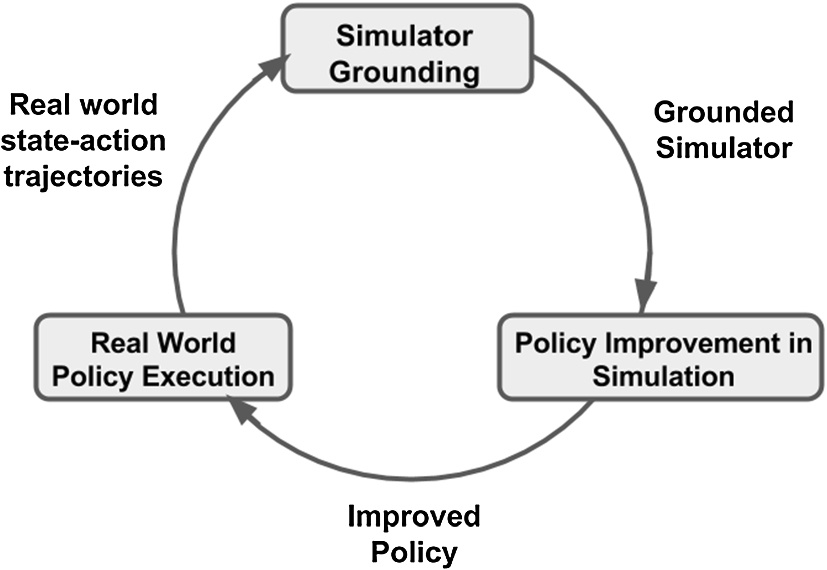 Simulator
Grounding
Real world
state-action
trajectories
Grounded
Simulator
Real World
Policy Execution
Policy Improvement in
Simulation
Improved
Policy